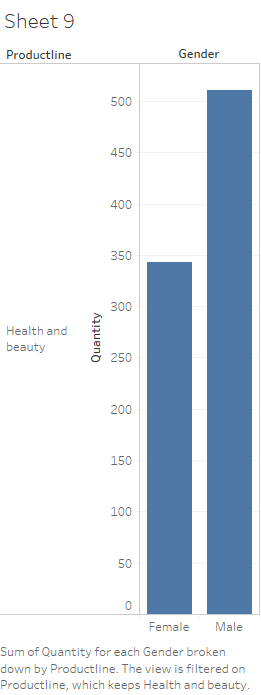 Sheet 9
Productline
Gender
500
450
400
350
300
250
200
150
100
50
0
Quantity
Health and
beauty
Female Male
Sum of Quantity for each Gender broken
down by Productline. The view is filtered on
Productline, which keeps Health and beauty.